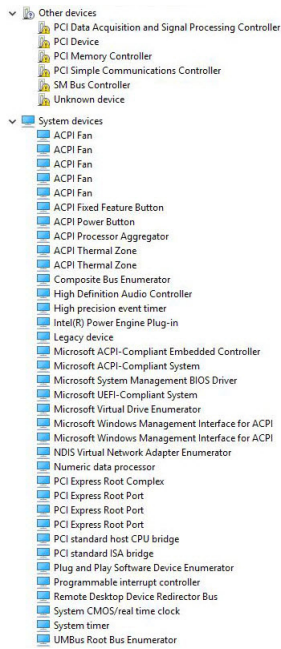 Other devices
PCI Data Acquisition and Signal Processing Controller
PCI Device
PCI Memory Controller
PCI Simple Communications Controller
SM Bus Controller
Unknown device
System devices
ACPI Fan
ACPI Fan
ACPI Fan
ACPI Fan
ACPI Fan
ACPI Fixed Feature Button
ACPI Power Button
ACPI Processor Aggregator
ACPI Thermal Zone
ACPI Thermal Zone
Composite Bus Enumerator
High Definition Audio Controller
High precision event timer
Intel(R) Power Engine Plug-in
Legacy device
Microsoft ACPI-Compliant Embedded Controller
Microsoft ACPI-Compliant System
Microsoft System Management BIOS Driver
Microsoft UEFI-Compliant System
Microsoft Virtual Drive Enumerator
Microsoft Windows Management Interface for ACPI
Microsoft Windows Management Interface for ACPI
NDIS Virtual Network Adapter Enumerator
Numeric data processor
PCI Express Root Complex
PCI Express Root Port
PCI Express Root Port
PCI Express Root Port
PCI standard host CPU bridge
PCI standard ISA bridge
Plug and Play Software Device Enumerator
Programmable interrupt controller
Remote Desktop Device Redirector Bus
System CMOS/real time clock
System timer
UMBus Root Bus Enumerator